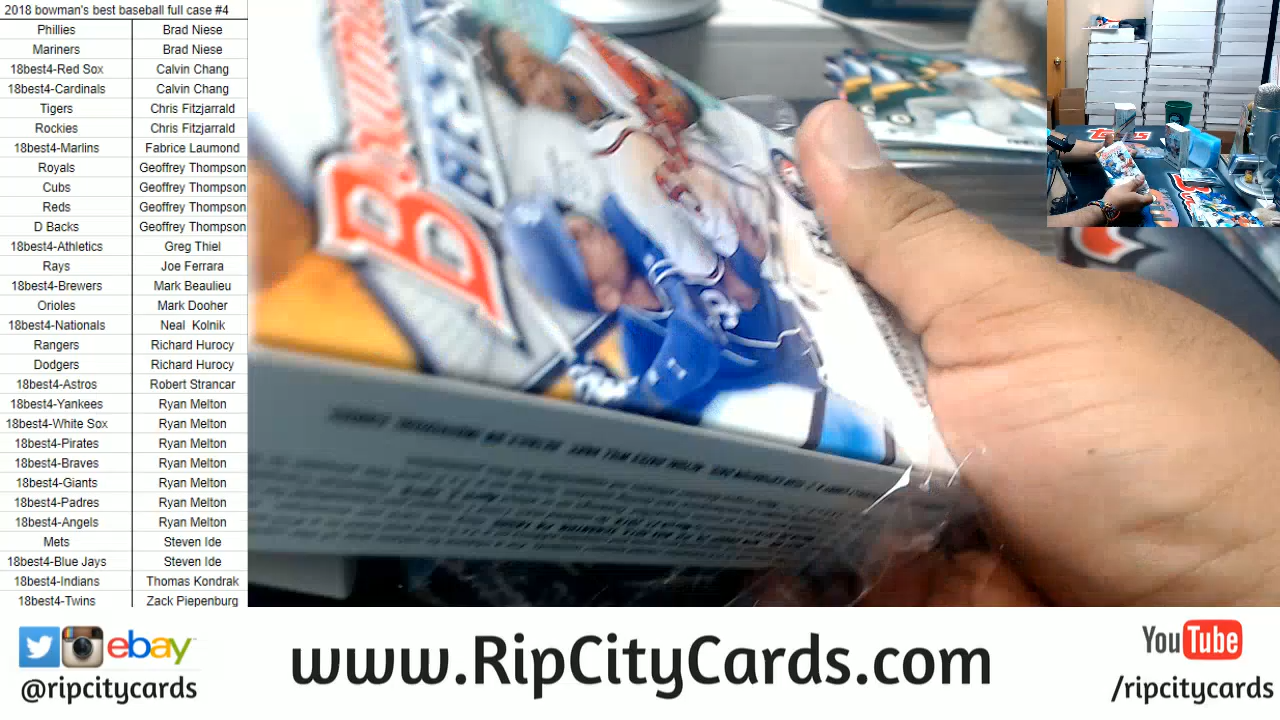 2018 bowman's best baseball full case #4
Phillies Brad Niese
Mariners Brad Niese
18best4-Red Sox Calvin Chang
18best4-Cardinals Calvin Chang
Tigers Chris Fitzjarrald
Rockies Chris Fitzjarrald
18best4-Marlins Fabrice Laumond
Royals Geoffrey Thompson
Cubs Geoffrey Thompson
Reds Geoffrey Thompson
D Backs Geoffrey Thompson
18best4-Athletics Greg Thiel
Rays Joe Ferrara
18best4-Brewers Mark Beaulieu
Orioles Mark Dooher
18best4-Nationals Neal Kolnik
Rangers Richard Hurocy
Dodgers Richard Hurocy
18best4-Astros Robert Strancar
18best4-Yankees Ryan Melton
18best4-White Sox Ryan Melton
18best4-Pirates Ryan Melton
18best4-Braves Ryan Melton
18best4-Giants Ryan Melton
18best4-Padres Ryan Melton
18best4-Angels Ryan Melton
Mets Steven Ide
18best4-Blue Jays Steven Ide
18best4-Indians Thomas Kondrak
18best4-Twins Zack Piepenburg
Bowman's
Best
ebay
@ripcitycards
www.RipCityCards.com
YouTube
/ripcitycards